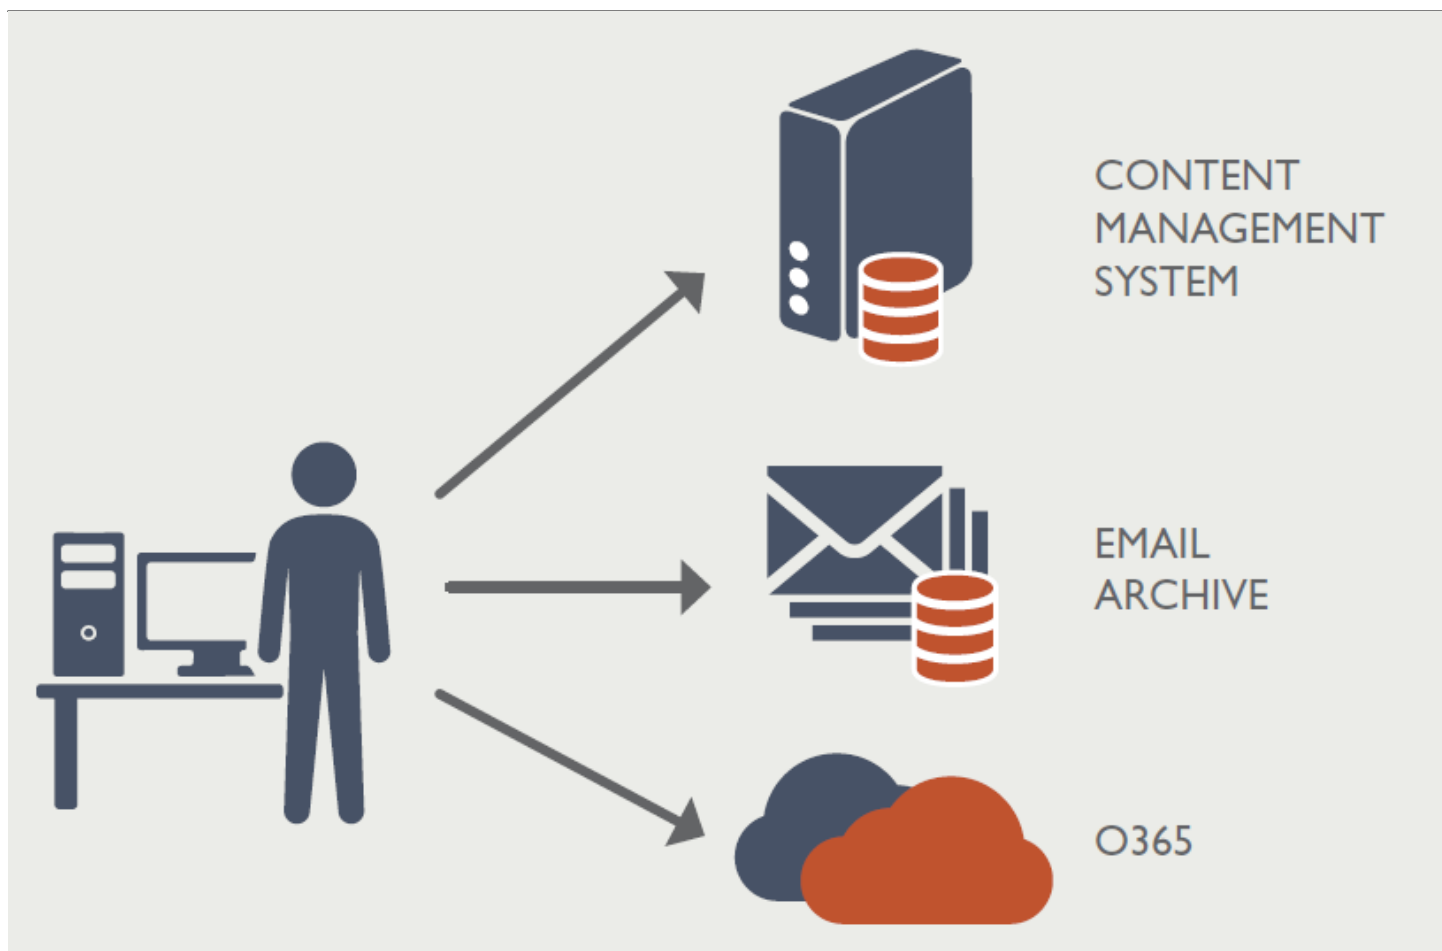 CONTENT
MANAGEMENT
SYSTEM
EMAIL
ARCHIVE
O365